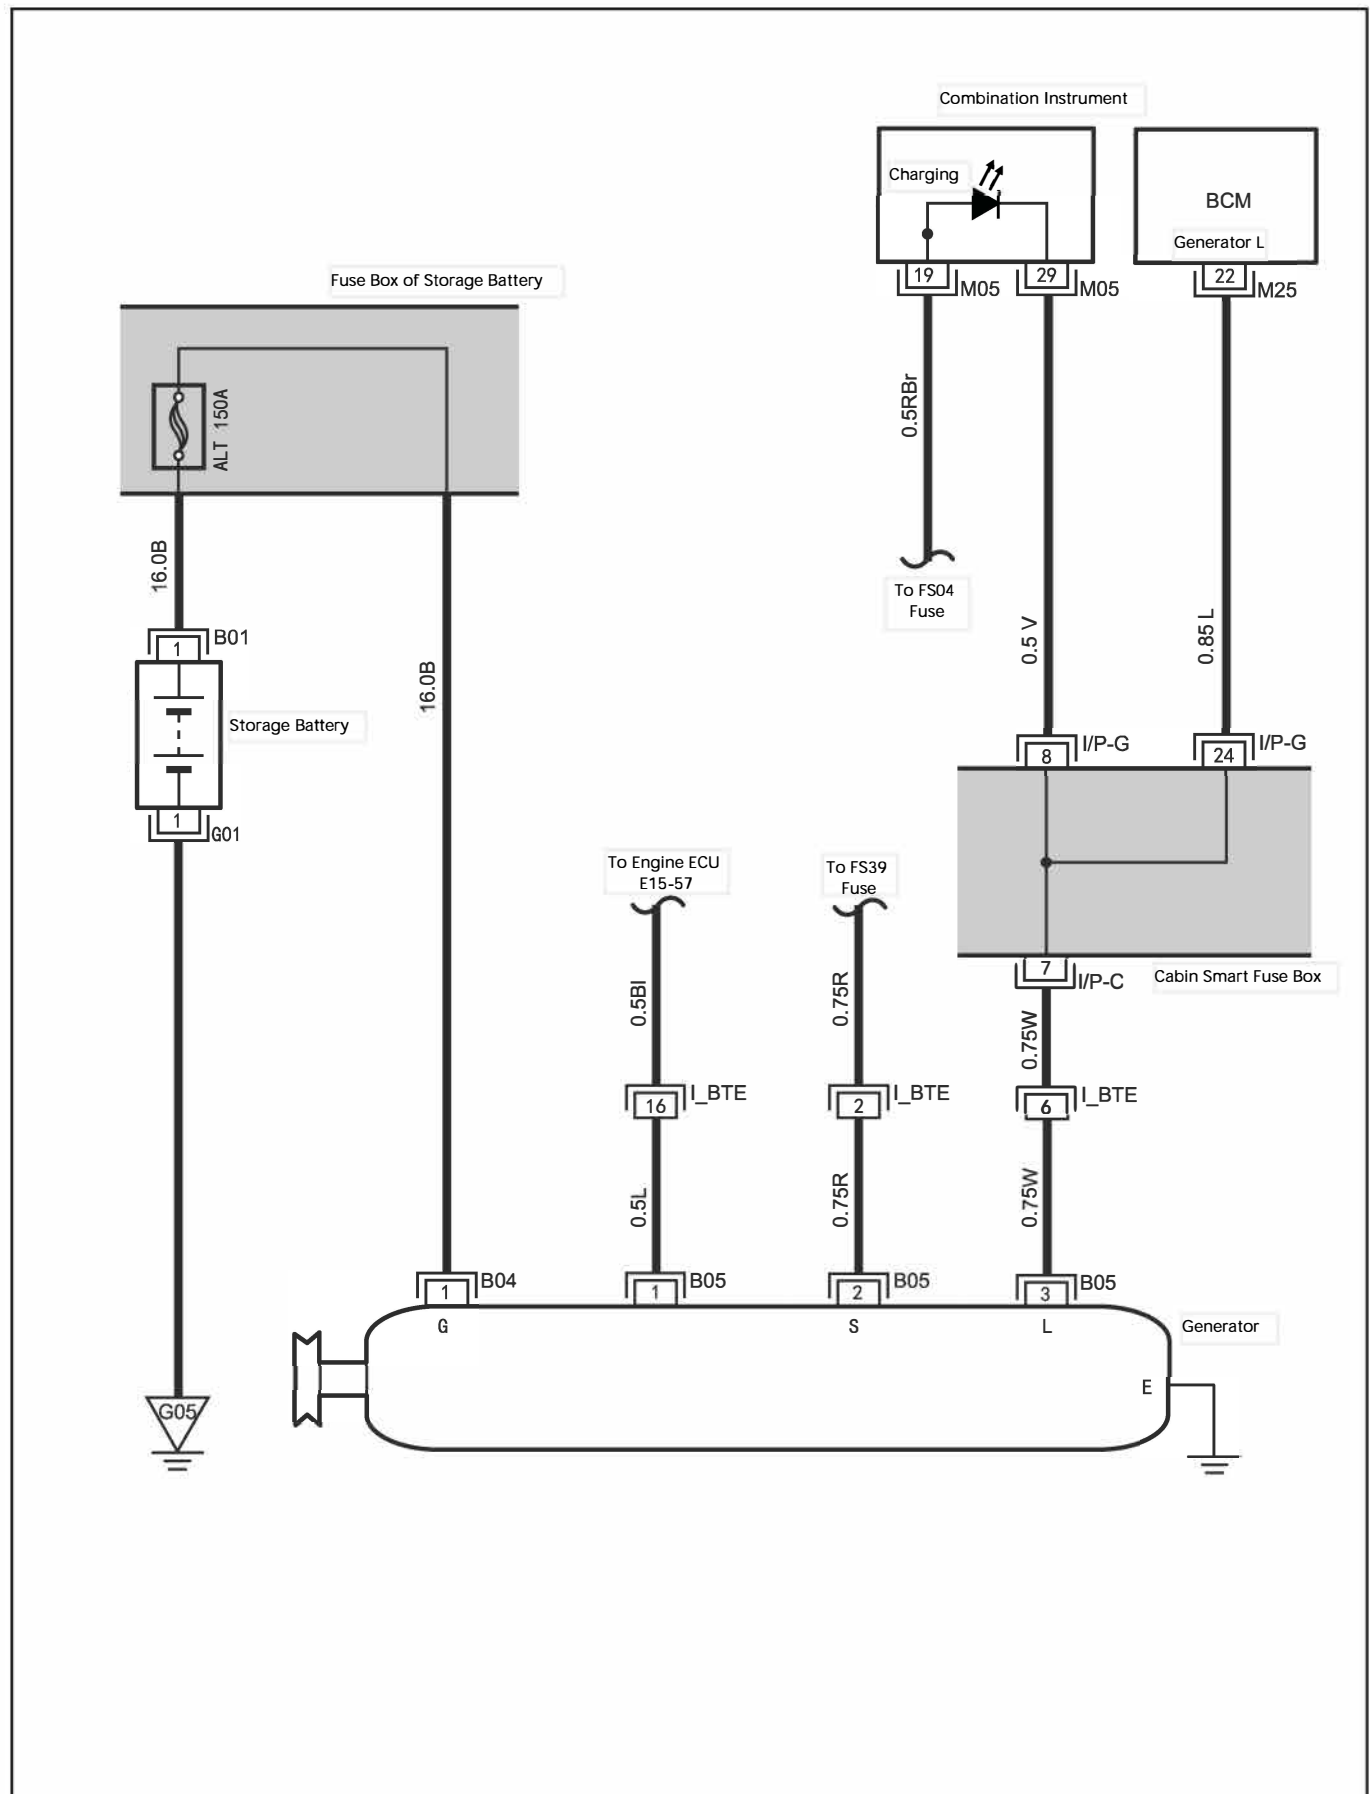 Combination Instrument
Charging
BCM
Generator L
19
M05
29
M05
22
M25
Fuse Box of Storage Battery
ALT 150A
0.5RBr
16.0B
To FS04
Fuse
0.5 V
0.85 L
1
B01
16.0B
Storage Battery
8
I/P-G
24
I/P-G
1
G01
To Engine ECU
E15-57
To FS39
Fuse
7
I/P-C
Cabin Smart Fuse Box
0.5Bl
0.75R
0.75W
16
I_BTE
2
I_BTE
6
I_BTE
0.5L
0.75R
0.75W
1
B04
1
B05
2
B05
3
B05
G
S
L
Generator
E
G05